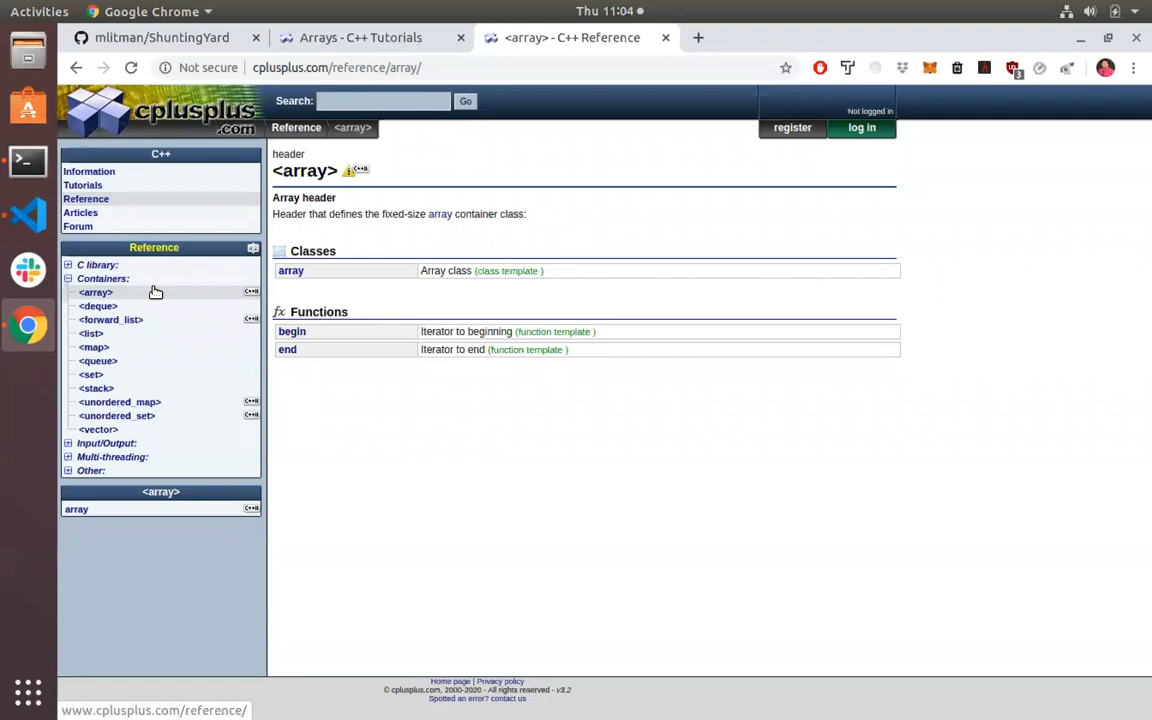 Activities
Google Chrome
Thu 11:04
mlitman/ShuntingYard
Arrays - C++ Tutorials
<array> - C++ Reference
Not secure
cplusplus.com/reference/array/
3
cplusplus
.com
Search:
Go
Not logged in
Reference
<array>
register
log in
C++
Information
Tutorials
Reference
Articles
Forum
Reference
C library:
Containers:
<array>
<deque>
<forward_list>
<list>
<map>
<queue>
<set>
<stack>
<unordered_map>
<unordered_set>
<vector>
Input/Output:
Multi-threading:
Other:
<array>
array
header
<array>
Array header
Header that defines the fixed-size array container class:
Classes
array Array class (class template )
fx Functions
begin Iterator to beginning (function template )
end Iterator to end (function template )
Home page | Privacy policy
© cplusplus.com, 2000-2020 - All rights reserved - v3.2
Spotted an error? contact us
www.cplusplus.com/reference/